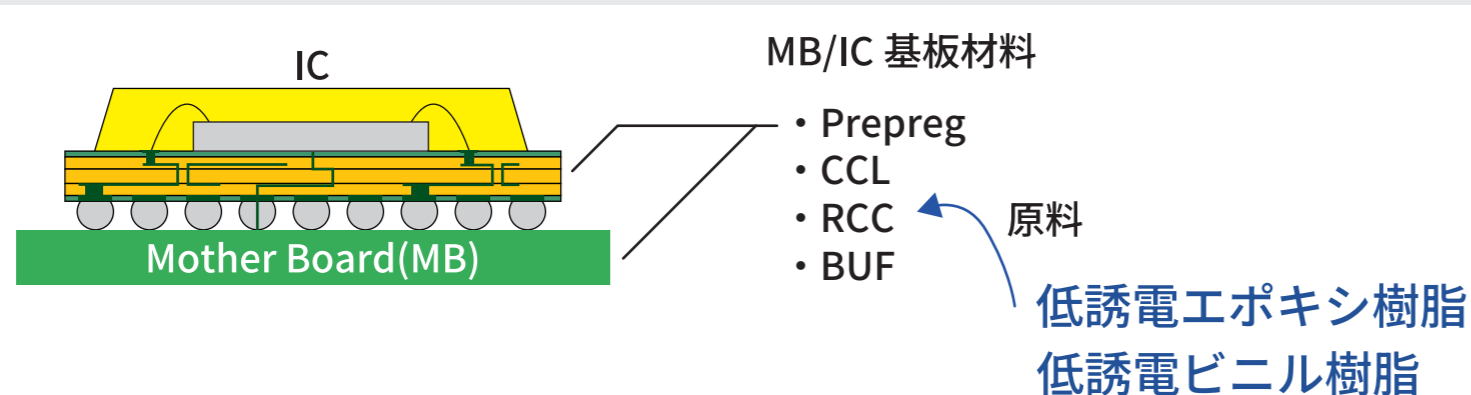 IC
Mother Board(MB)
MB/IC 基板材料
・Prepreg
・CCL
・RCC
・BUF
原料
低誘電エポキシ樹脂
低誘電ビニル樹脂